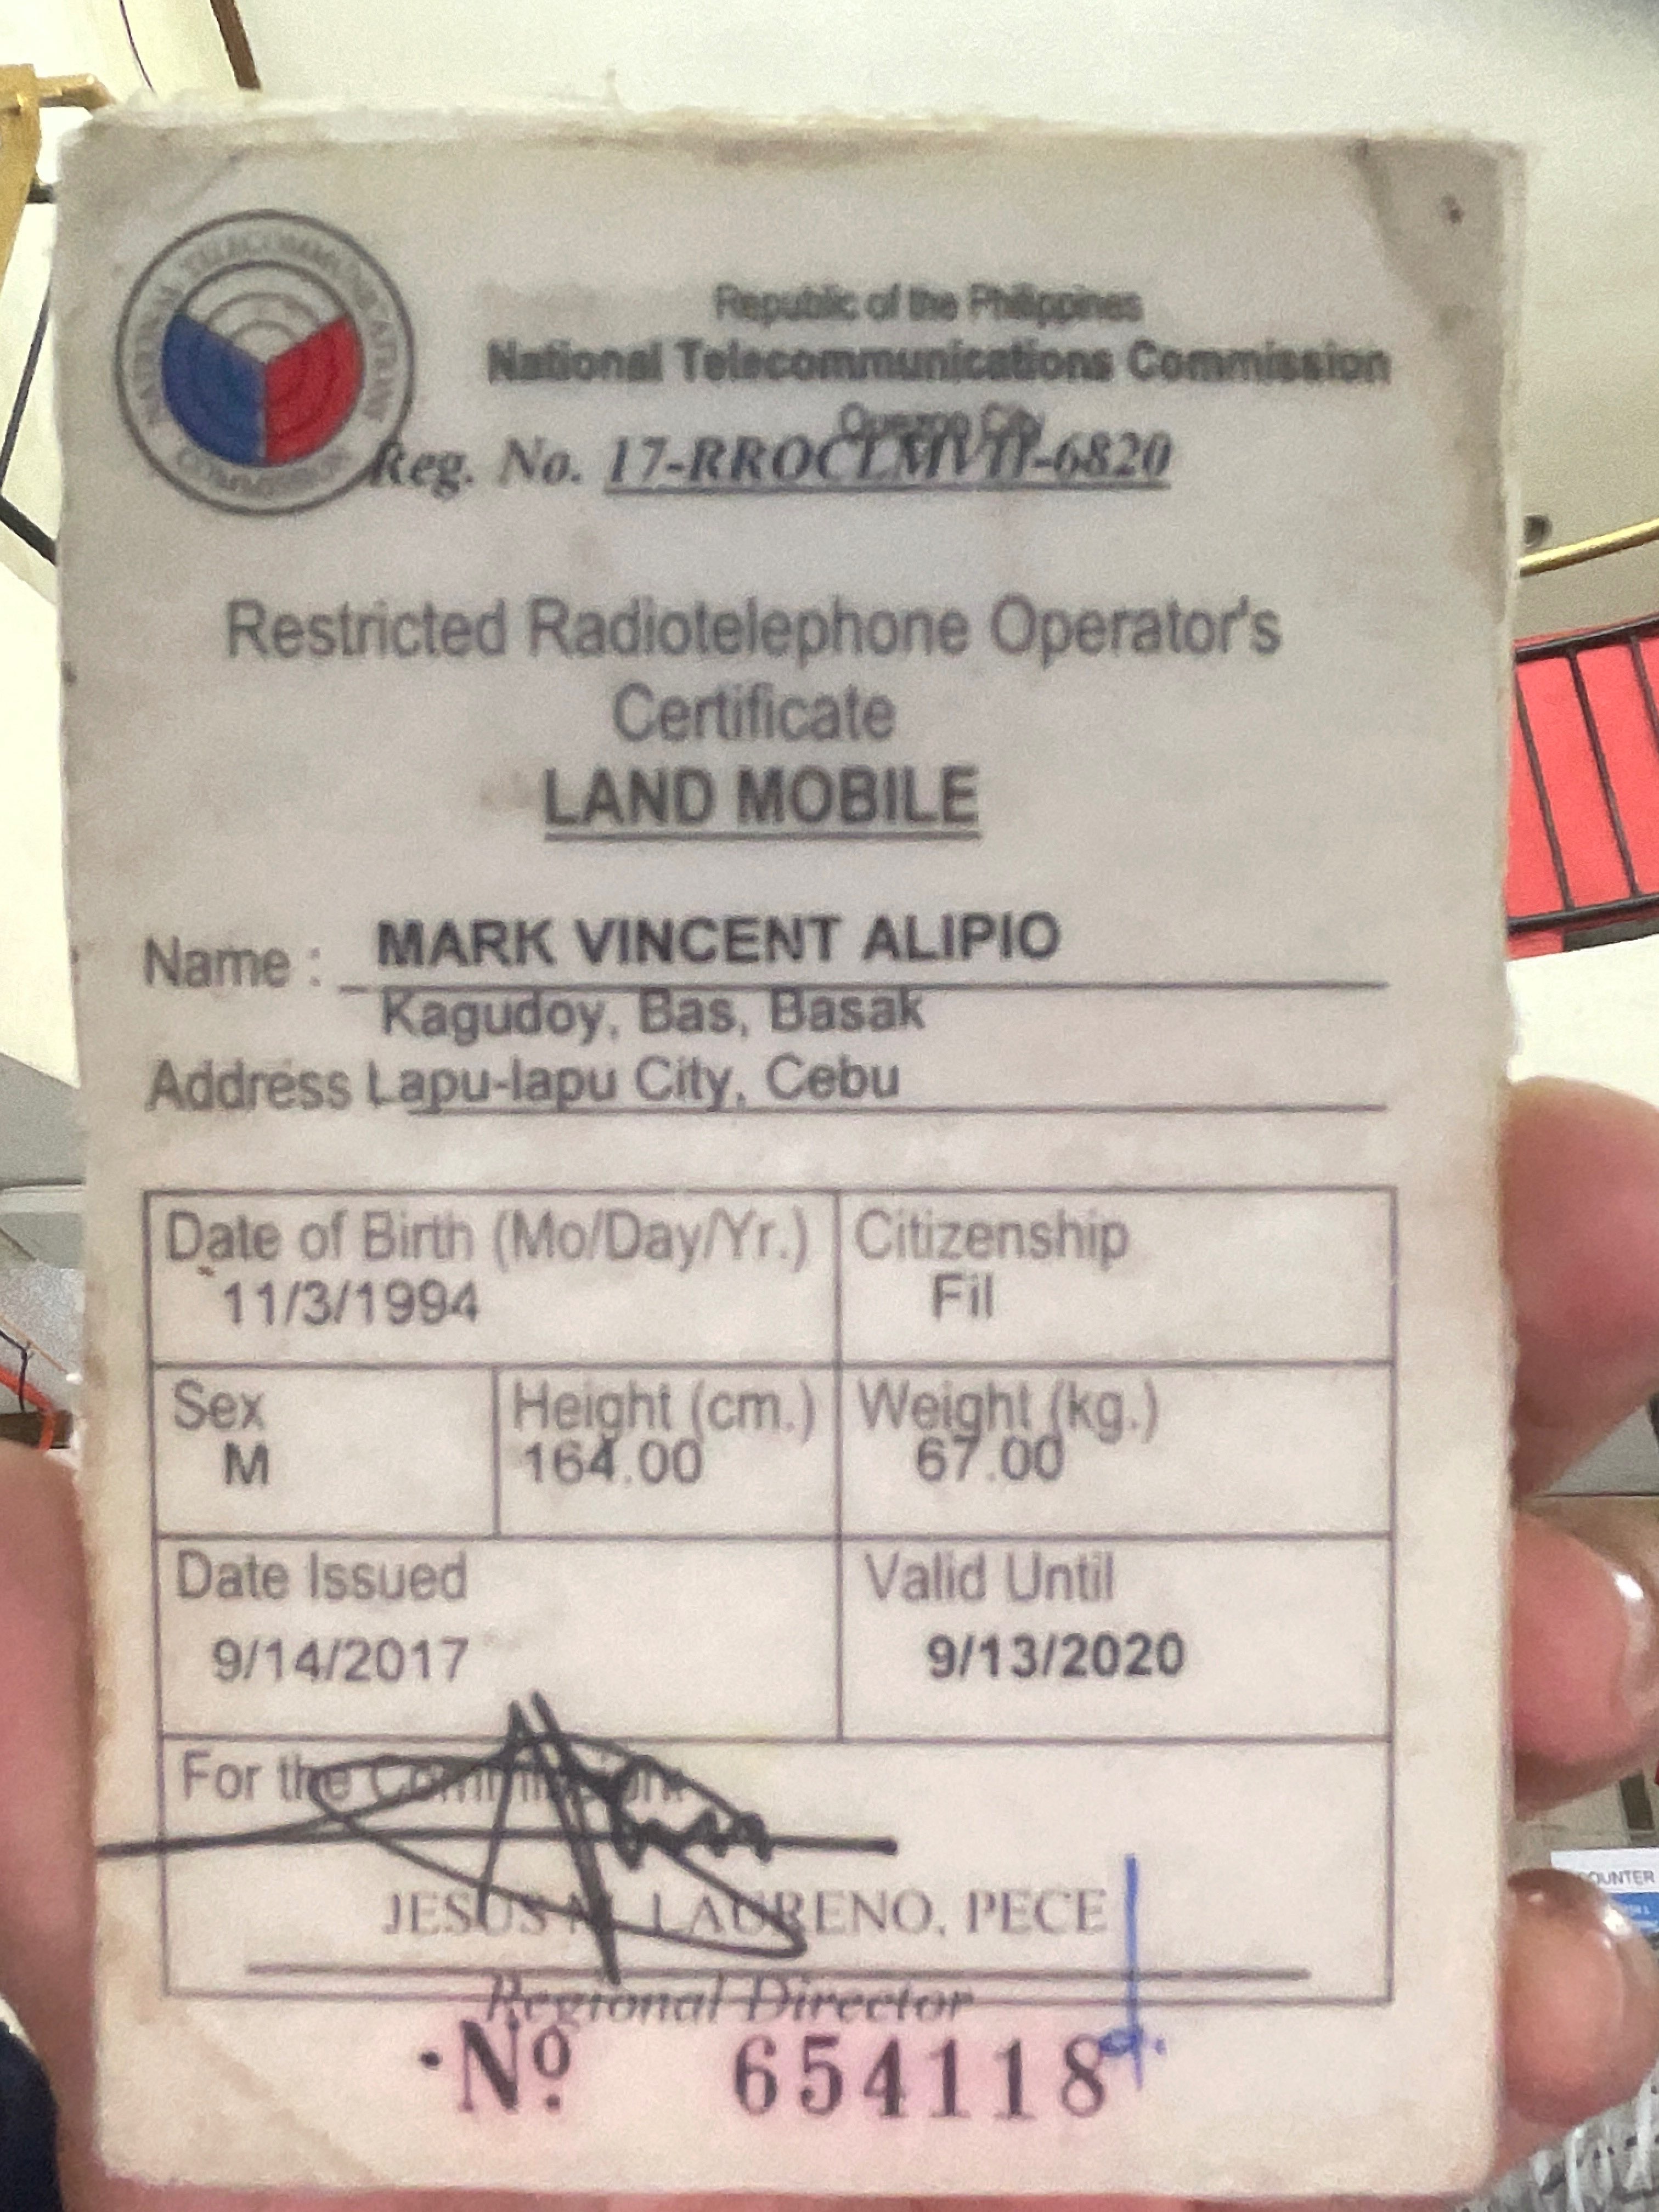 NATIONAL TELECOMMUNICATIONS COMMISSION
Republic of the Philippines
National Telecommunications Commission
Quezon City
Reg. No. 17-RROCLMVII-6820
Restricted Radiotelephone Operator's
Certificate
LAND MOBILE
Name : MARK VINCENT ALIPIO
Kagudoy, Bas, Basak
Address Lapu-lapu City, Cebu
Date of Birth (Mo/Day/Yr.) Citizenship
11/3/1994 Fil
Sex Height (cm.) Weight (kg.)
M 164.00 67.00
Date Issued Valid Until
9/14/2017 9/13/2020
For the Commission:
JESUS M. LAURENO, PECE
Regional Director
Nº 654118
COUNTER